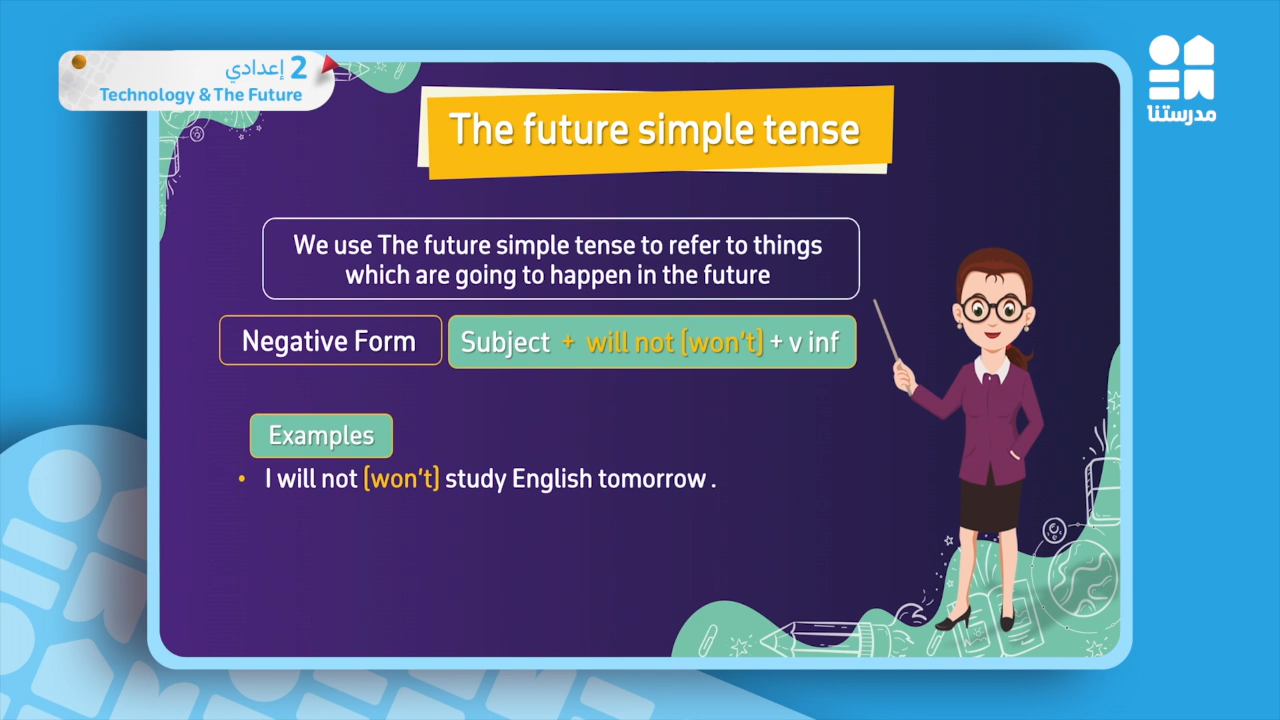 2 إعدادي
Technology & The Future
مدرستنا
The future simple tense
We use The future simple tense to refer to things
which are going to happen in the future
Negative Form
Subject + will not (won't) + v inf
Examples
• I will not (won't) study English tomorrow .